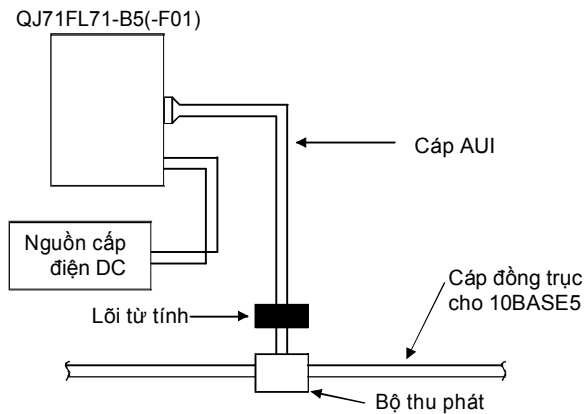 QJ71FL71-B5(-F01)
Cáp AUI
Nguồn cấp
điện DC
Lõi từ tính
Cáp đồng trục
cho 10BASE5
Bộ thu phát